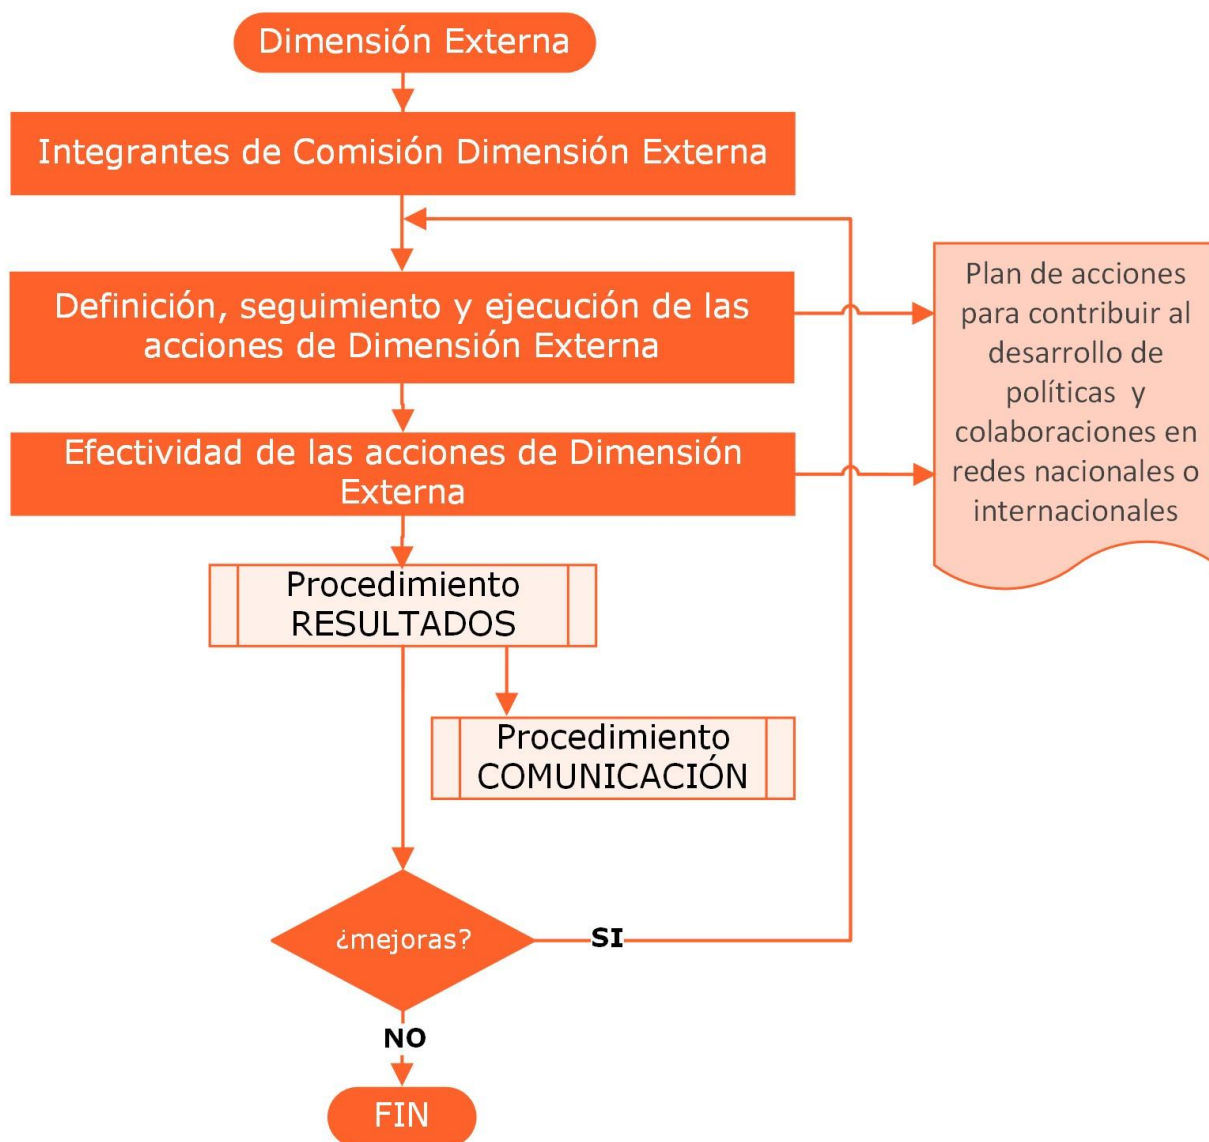 Dimensión Externa
Integrantes de Comisión Dimensión Externa
Definición, seguimiento y ejecución de las
acciones de Dimensión Externa
Plan de acciones
para contribuir al
desarrollo de
políticas y
colaboraciones en
redes nacionales o
internacionales
Efectividad de las acciones de Dimensión
Externa
Procedimiento
RESULTADOS
Procedimiento
COMUNICACIÓN
¿mejoras?
SI
NO
FIN